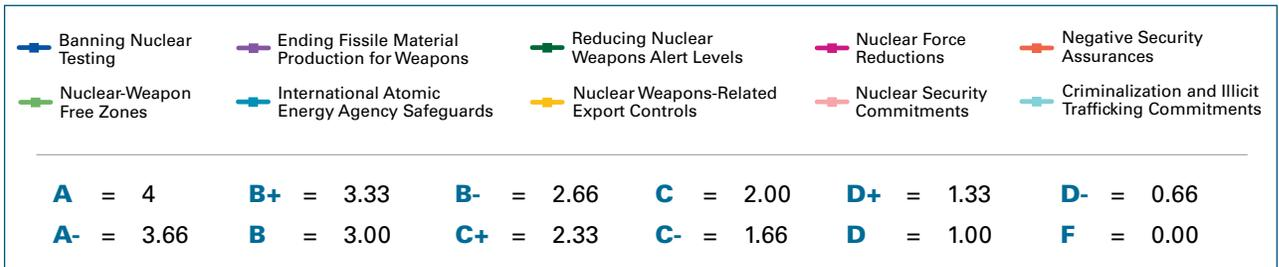 Banning Nuclear
Testing
Ending Fissile Material
Production for Weapons
Reducing Nuclear
Weapons Alert Levels
Nuclear Force
Reductions
Negative Security
Assurances
Nuclear-Weapon
Free Zones
International Atomic
Energy Agency Safeguards
Nuclear Weapons-Related
Export Controls
Nuclear Security
Commitments
Criminalization and Illicit
Trafficking Commitments
A = 4 B+ = 3.33 B- = 2.66 C = 2.00 D+ = 1.33 D- = 0.66
A- = 3.66 B = 3.00 C+ = 2.33 C- = 1.66 D = 1.00 F = 0.00